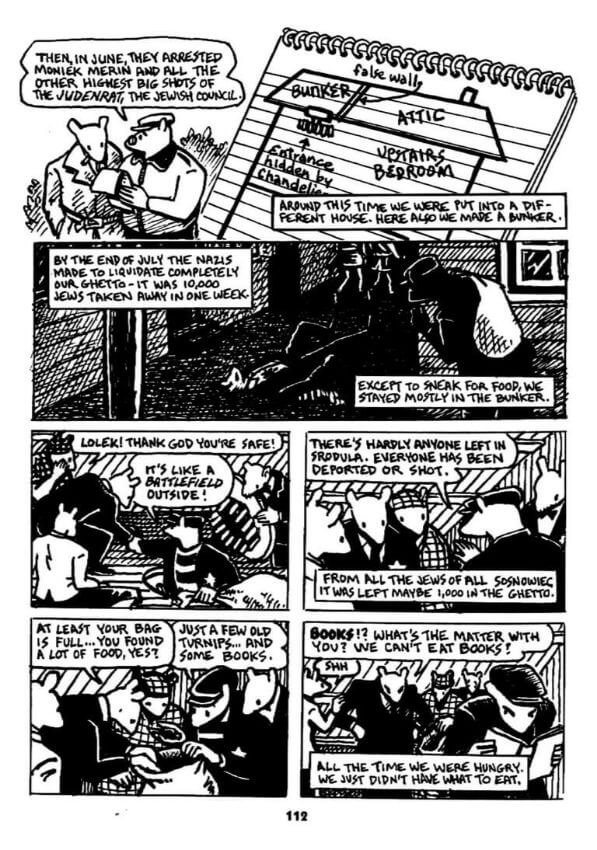 THEN, IN JUNE, THEY ARRESTED
MONIEK MERIN AND ALL THE
OTHER HIGHEST BIG SHOTS OF
THE JUDENRAT, THE JEWISH COUNCIL.
false wall
BUNKER
ATTIC
Entrance
hidden by
chandelier
UPSTAIRS
BEDROOM
AROUND THIS TIME WE WERE PUT INTO A DIF-
FERENT HOUSE. HERE ALSO WE MADE A BUNKER.
BY THE END OF JULY THE NAZIS
MADE TO LIQUIDATE COMPLETELY
OUR GHETTO - IT WAS 10,000
JEWS TAKEN AWAY IN ONE WEEK.
EXCEPT TO SNEAK FOR FOOD, WE
STAYED MOSTLY IN THE BUNKER.
LOLEK! THANK GOD YOU'RE SAFE!
IT'S LIKE A
BATTLEFIELD
OUTSIDE!
THERE'S HARDLY ANYONE LEFT IN
SRODULA. EVERYONE HAS BEEN
DEPORTED OR SHOT.
FROM ALL THE JEWS OF ALL SOSNOWIEC
IT WAS LEFT MAYBE 1,000 IN THE GHETTO.
AT LEAST YOUR BAG
IS FULL... YOU FOUND
A LOT OF FOOD, YES?
JUST A FEW OLD
TURNIPS... AND
SOME BOOKS.
BOOKS!? WHAT'S THE MATTER WITH
YOU? WE CAN'T EAT BOOKS!
SHH
ALL THE TIME WE WERE HUNGRY.
WE JUST DIDN'T HAVE WHAT TO EAT.
112